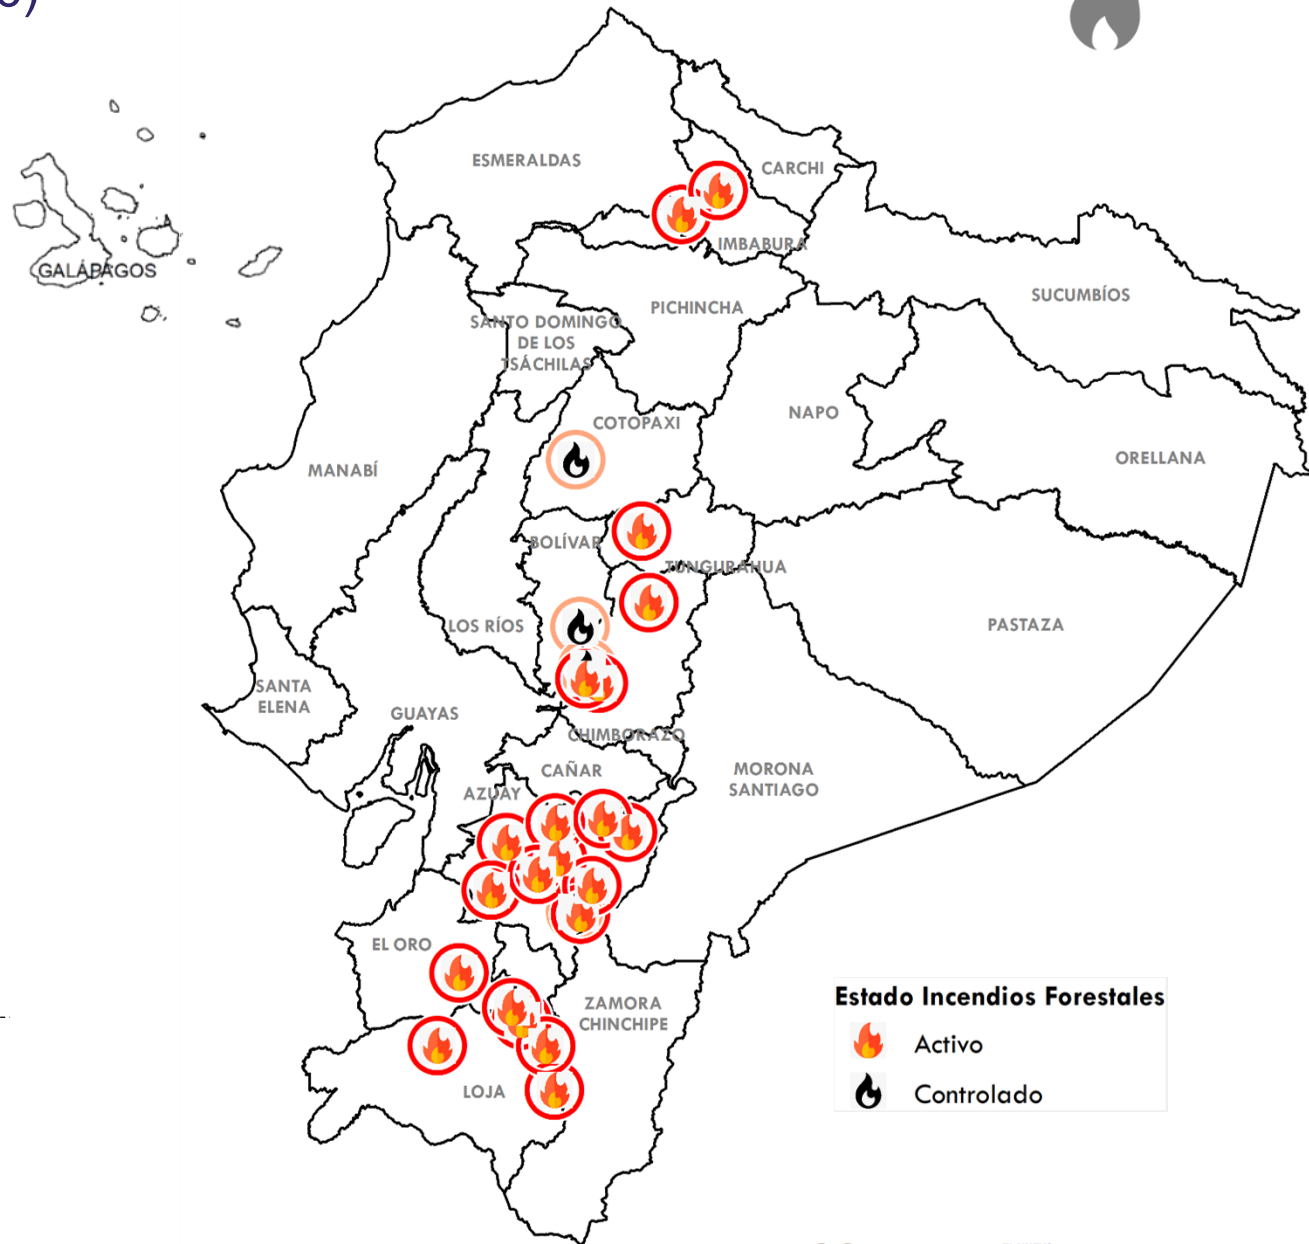 ESMERALDAS
CARCHI
IMBABURA
GALÁPAGOS
SUCUMBÍOS
PICHINCHA
SANTO DOMINGO
DE LOS
TSÁCHILAS
NAPO
COTOPAXI
MANABÍ
ORELLANA
BOLÍVAR
TUNGURAHUA
LOS RÍOS
PASTAZA
SANTA
ELENA
GUAYAS
CHIMBORAZO
CAÑAR
MORONA
SANTIAGO
AZUAY
EL ORO
ZAMORA
CHINCHIPE
LOJA
Estado Incendios Forestales
Activo
Controlado